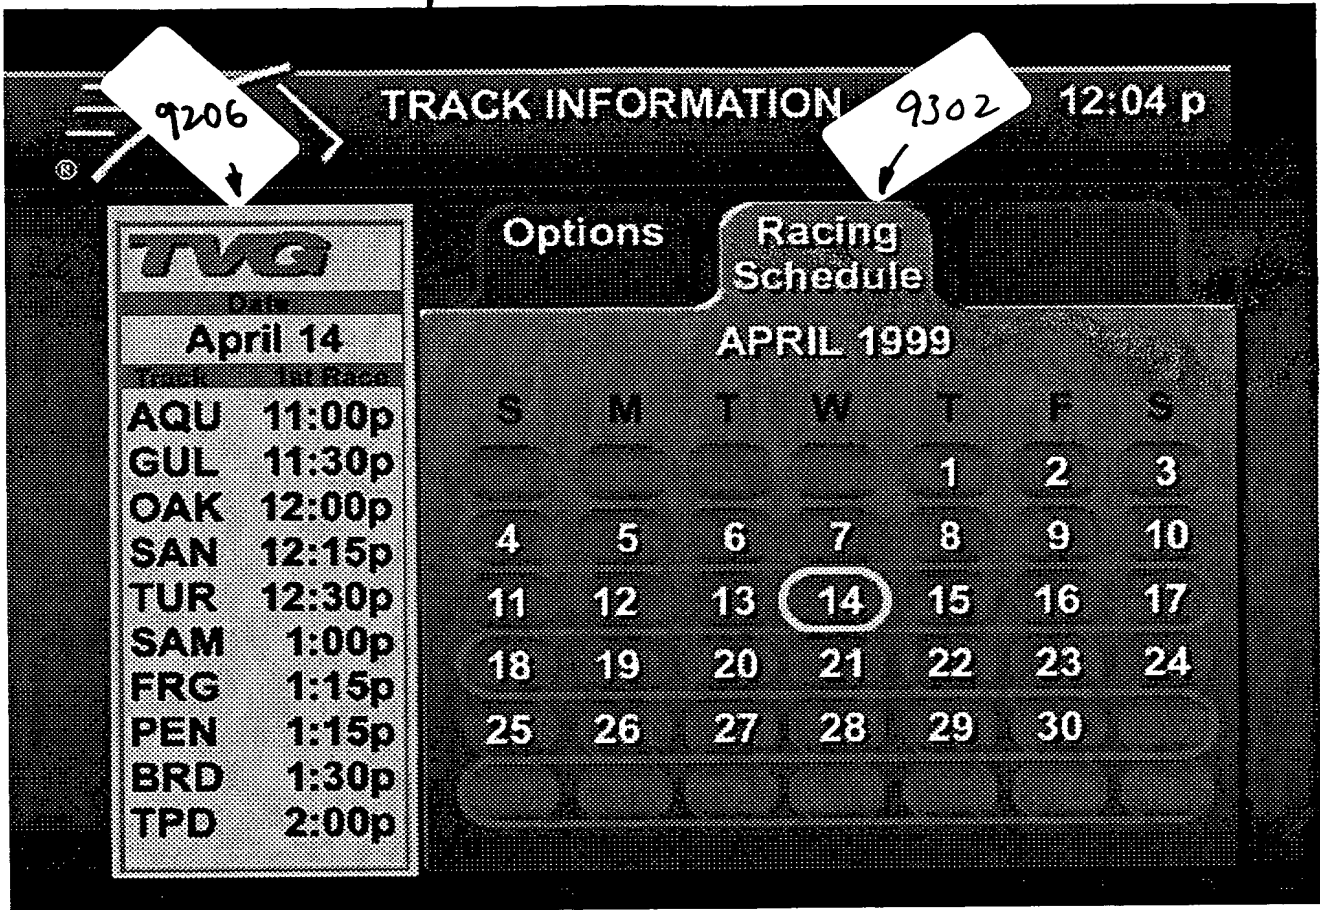 9206
TRACK INFORMATION
9302
12:04 p
®
TVG
Date
April 14
Track 1st Race
AQU 11:00p
GUL 11:30p
OAK 12:00p
SAN 12:15p
TUR 12:30p
SAM 1:00p
FRG 1:15p
PEN 1:15p
BRD 1:30p
TPD 2:00p
Options
Racing
Schedule
APRIL 1999
S M T W T F S
1 2 3
4 5 6 7 8 9 10
11 12 13 14 15 16 17
18 19 20 21 22 23 24
25 26 27 28 29 30